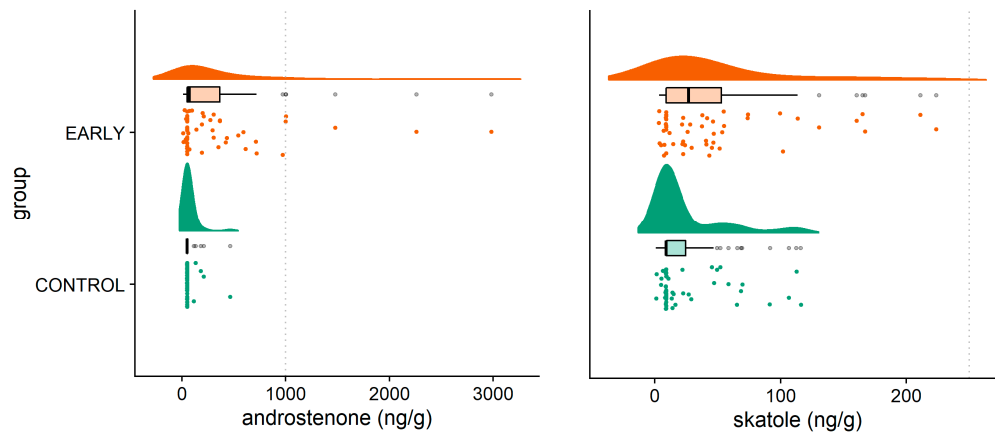 group
EARLY
CONTROL
0 1000 2000 3000
androstenone (ng/g)
0 100 200
skatole (ng/g)